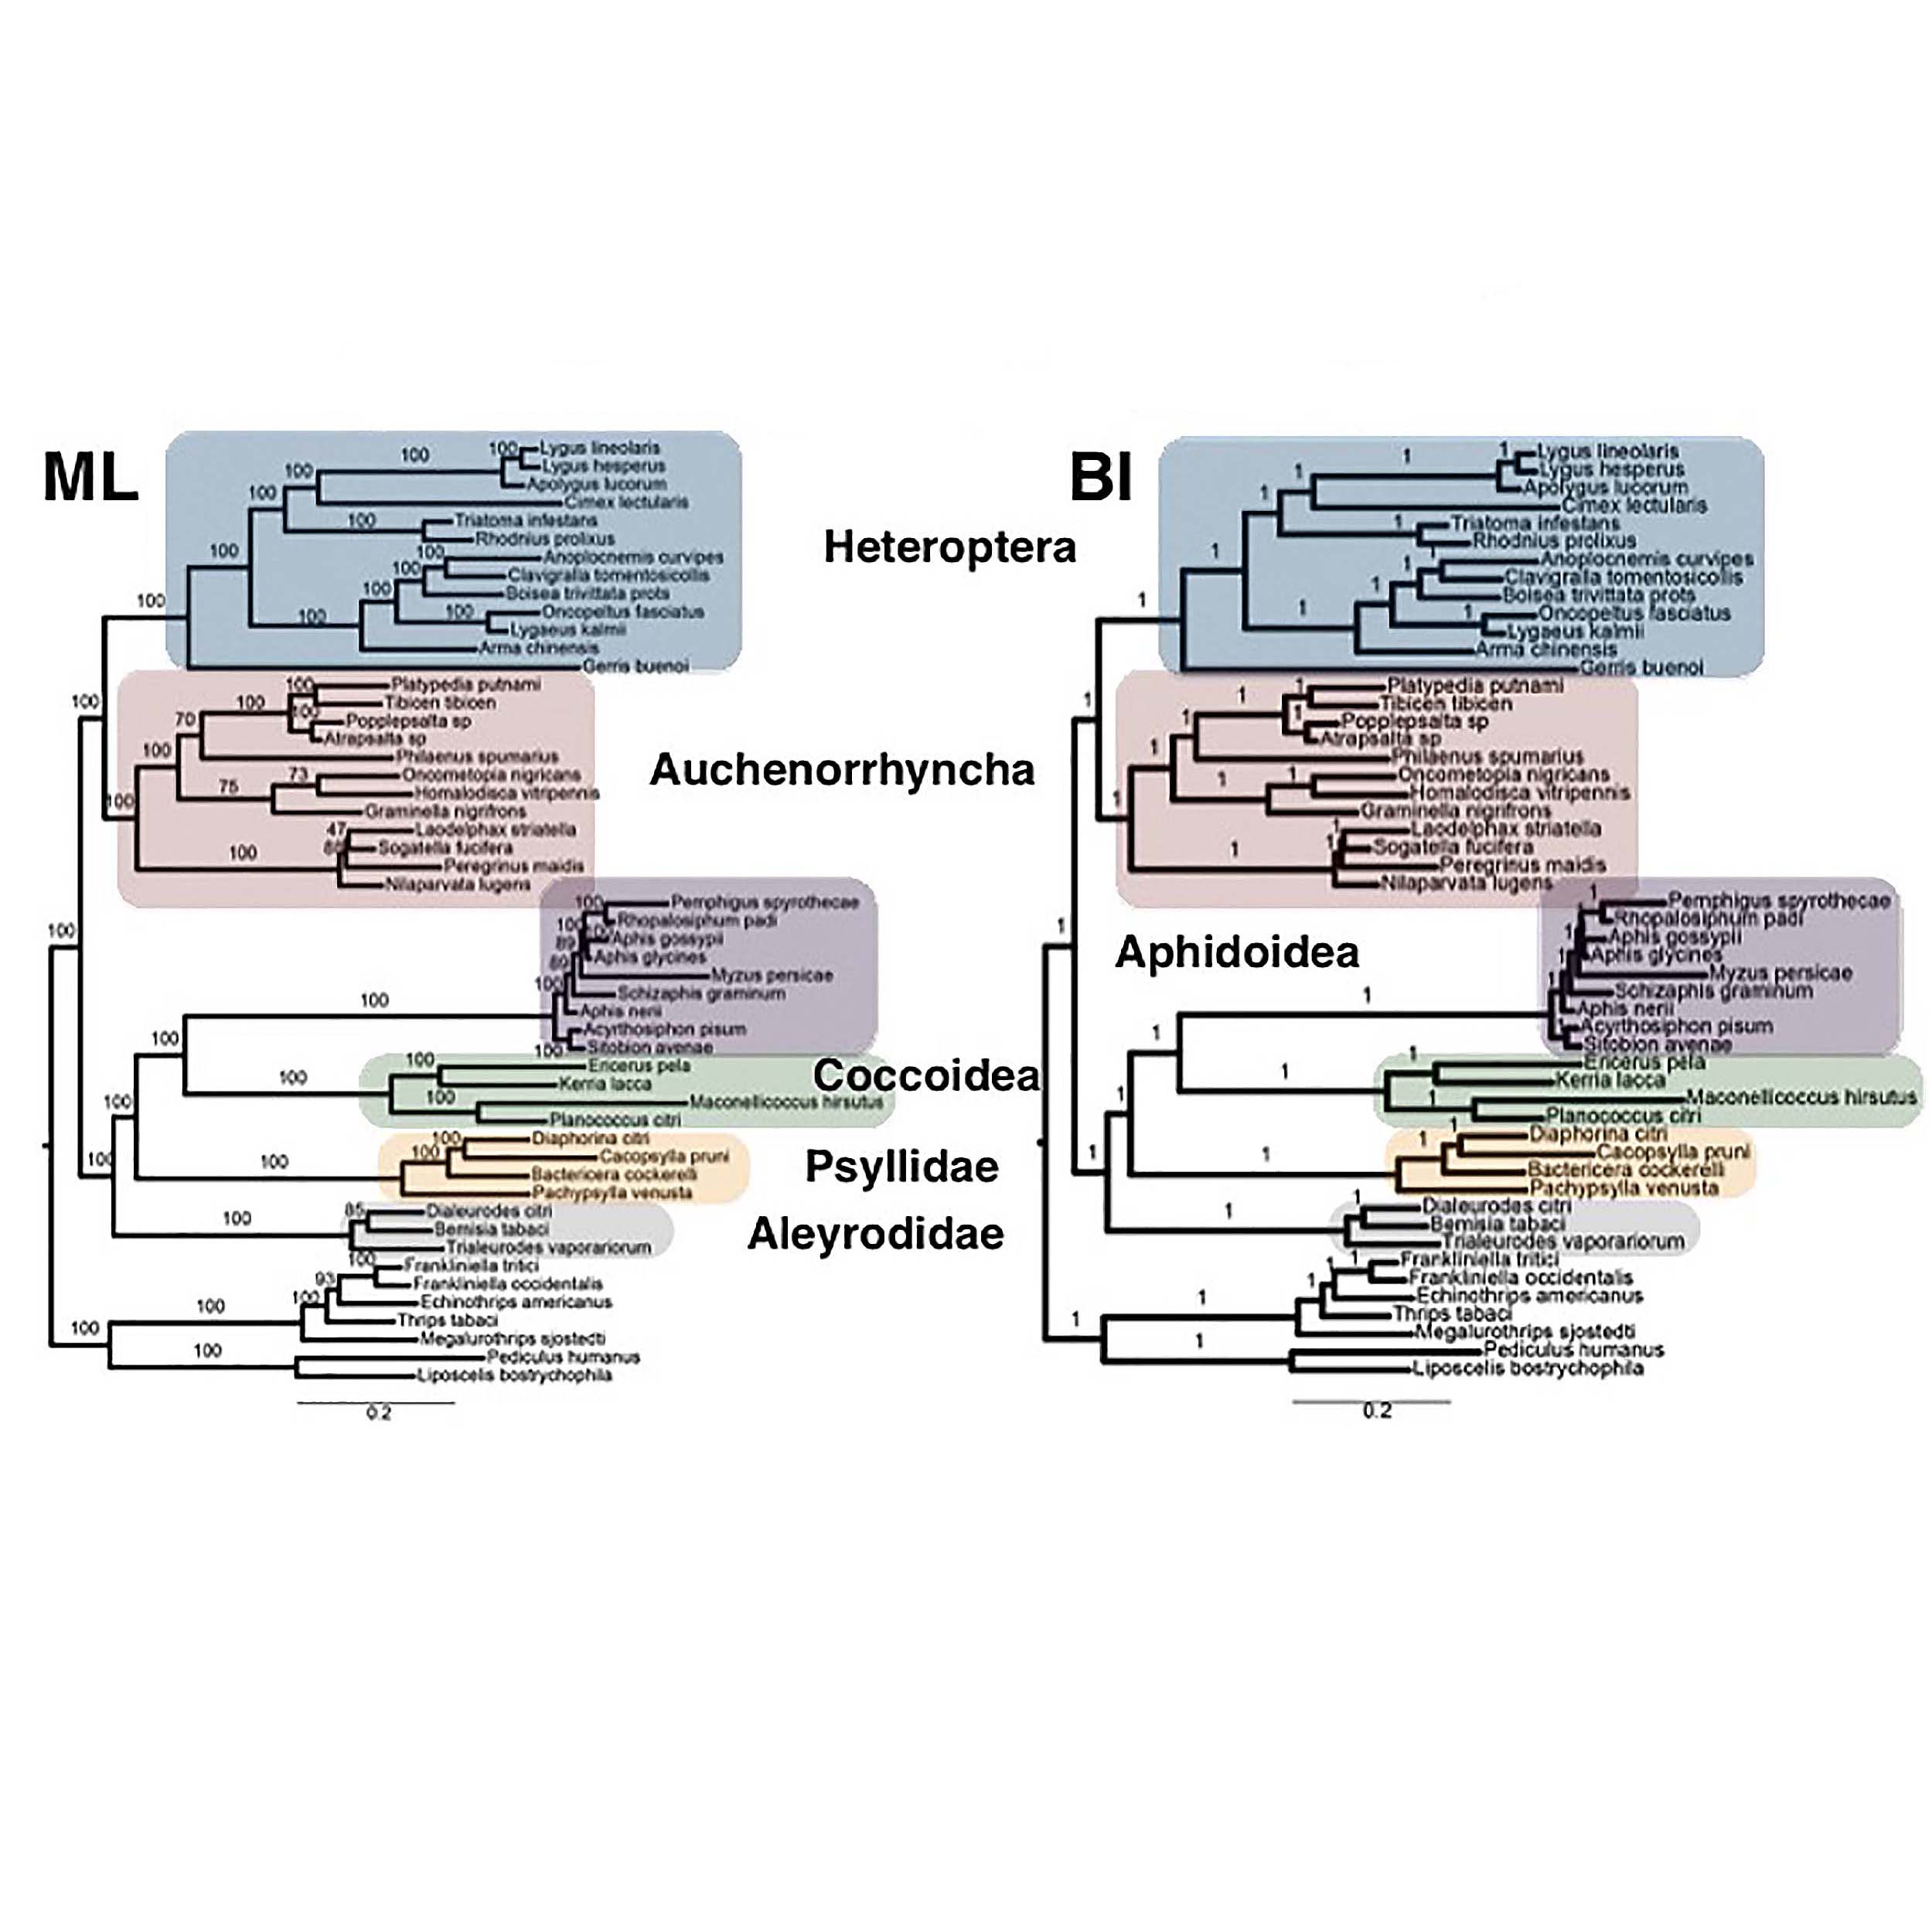 ML
100
100
100
100
100
100
100
100
100
100
100
100
100
100
Lygus lineolaris
Lygus hesperus
Apolygus lucorum
Cimex lectularis
Triatoma infestans
Rhodnius prolixus
Anoplocnemis curvipes
Clavigralla tomentosicollis
Boisea trivittata prots
Oncopeltus fasciatus
Lygaeus kalmii
Arma chinensis
Gerris buenoi
100
100
100
100
70
100
75
73
100
47
Platypedia putnami
Tibicen tibicen
Popplepsalta sp
Atrapsalta sp
Philaenus spumarius
Oncometopia nigricans
Homalodisca vitripennis
Graminella nigrifrons
Laodelphax striatella
Sogatella fucifera
Peregrinus maidis
Nilaparvata lugens
100
100
100
89
89
100
100
100
100
Pemphigus spyrothecae
Rhopalosiphum padi
Aphis gossypii
Aphis glycines
Myzus persicae
Schizaphis graminum
Aphis nerii
Acyrthosiphon pisum
Sitobion avenae
100
100
100
100
Ericerus pela
Kerria lacca
Maconellicoccus hirsutus
Planococcus citri
100
100
100
100
Diaphorina citri
Cacopsylla pruni
Bactericera cockerelli
Pachypsylla venusta
100
85
Dialeurodes citri
Bemisia tabaci
Trialeurodes vaporariorum
100
93
100
100
100
100
Frankliniella tritici
Frankliniella occidentalis
Echinothrips americanus
Thrips tabaci
Megalurothrips sjostedti
Pediculus humanus
Liposcelis bostrychophila
0.2
Heteroptera
Auchenorrhyncha
Aphidoidea
Coccoidea
Psyllidae
Aleyrodidae
BI
1
1
1
1
1
1
1
1
1
1
1
1
Lygus lineolaris
Lygus hesperus
Apolygus lucorum
Cimex lectularis
Triatoma infestans
Rhodnius prolixus
Anoplocnemis curvipes
Clavigralla tomentosicollis
Boisea trivittata prots
Oncopeltus fasciatus
Lygaeus kalmii
Arma chinensis
Gerris buenoi
1
1
1
1
1
1
1
1
1
1
1
Platypedia putnami
Tibicen tibicen
Popplepsalta sp
Atrapsalta sp
Philaenus spumarius
Oncometopia nigricans
Homalodisca vitripennis
Graminella nigrifrons
Laodelphax striatella
Sogatella fucifera
Peregrinus maidis
Nilaparvata lugens
1
1
1
1
1
1
1
1
Pemphigus spyrothecae
Rhopalosiphum padi
Aphis gossypii
Aphis glycines
Myzus persicae
Schizaphis graminum
Aphis nerii
Acyrthosiphon pisum
Sitobion avenae
1
1
1
1
Ericerus pela
Kerria lacca
Maconellicoccus hirsutus
Planococcus citri
1
1
1
1
Diaphorina citri
Cacopsylla pruni
Bactericera cockerelli
Pachypsylla venusta
1
1
Dialeurodes citri
Bemisia tabaci
Trialeurodes vaporariorum
1
1
1
1
1
1
Frankliniella tritici
Frankliniella occidentalis
Echinothrips americanus
Thrips tabaci
Megalurothrips sjostedti
Pediculus humanus
Liposcelis bostrychophila
0.2